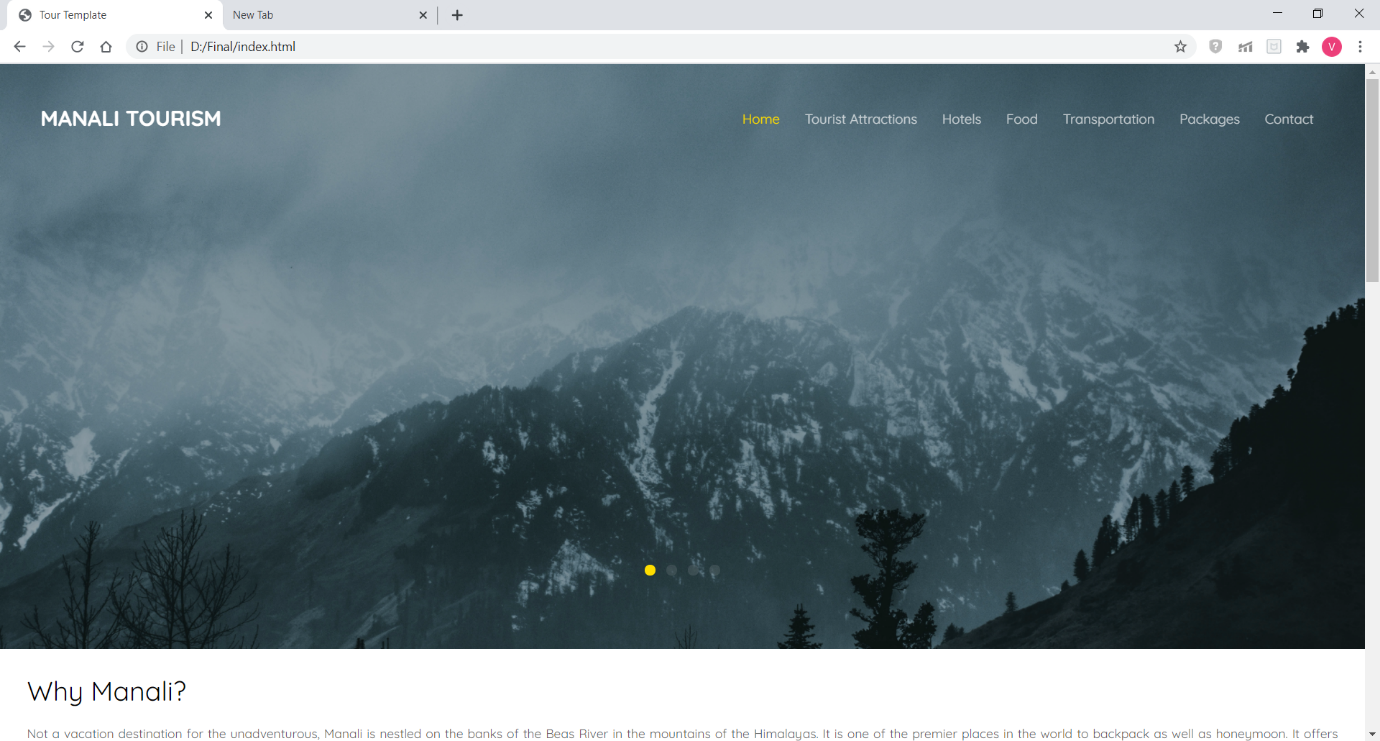 Tour Template
New Tab
File
D:/Final/index.html
V
MANALI TOURISM
Home Tourist Attractions Hotels Food Transportation Packages Contact
Why Manali?
Not a vacation destination for the unadventurous, Manali is nestled on the banks of the Beas River in the mountains of the Himalayas. It is one of the premier places in the world to backpack as well as honeymoon. It offers